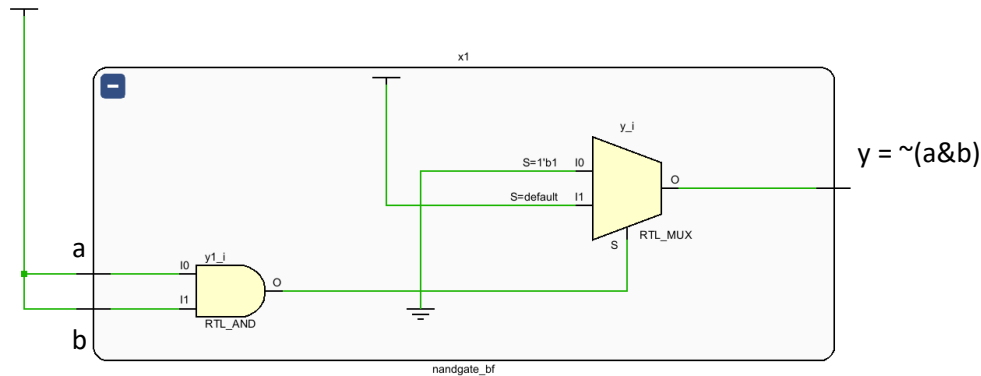 x1
y_i
S=1'b1 I0
O
y = ~(a&b)
S=default I1
S
RTL_MUX
a
y1_i
I0
O
I1
RTL_AND
b
nandgate_bf